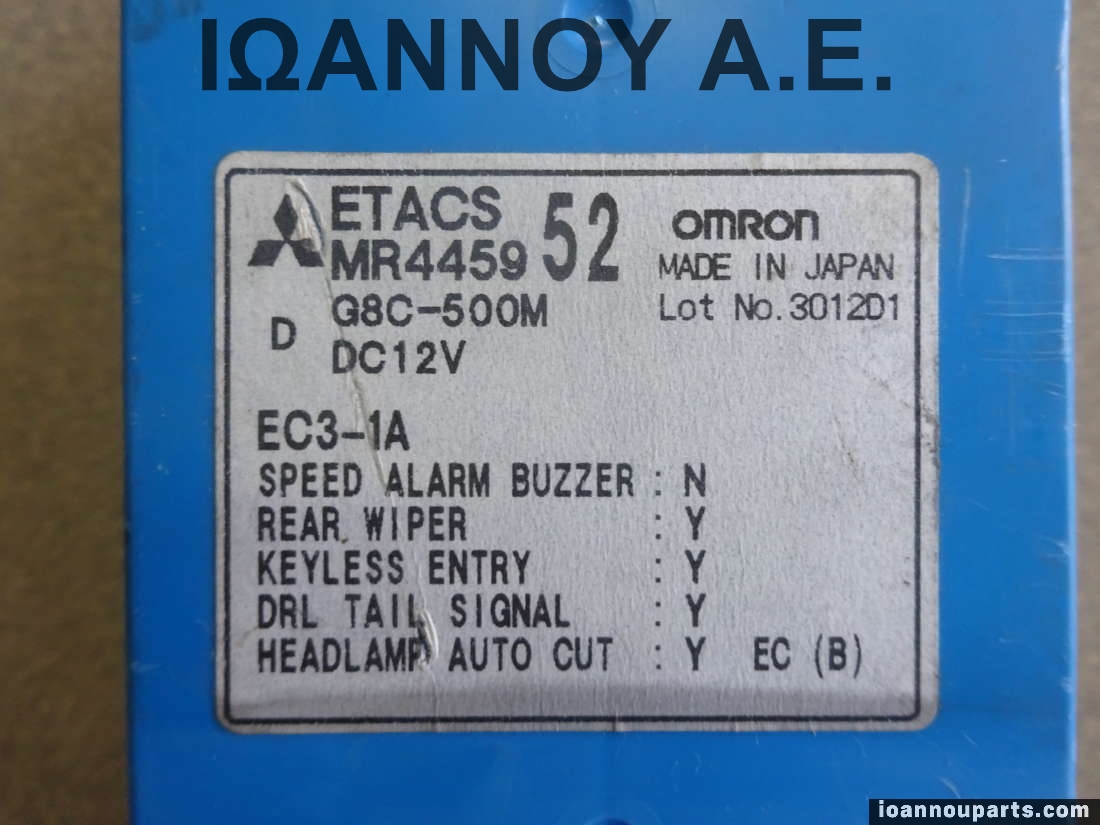 ΙΩΑΝΝΟΥ Α.Ε.
ETACS 52 OMRON
MR4459 MADE IN JAPAN
G8C-500M Lot No.3012D1
D DC12V
EC3-1A
SPEED ALARM BUZZER : N
REAR WIPER : Y
KEYLESS ENTRY : Y
DRL TAIL SIGNAL : Y
HEADLAMP AUTO CUT : Y EC (B)
ioannouparts.com